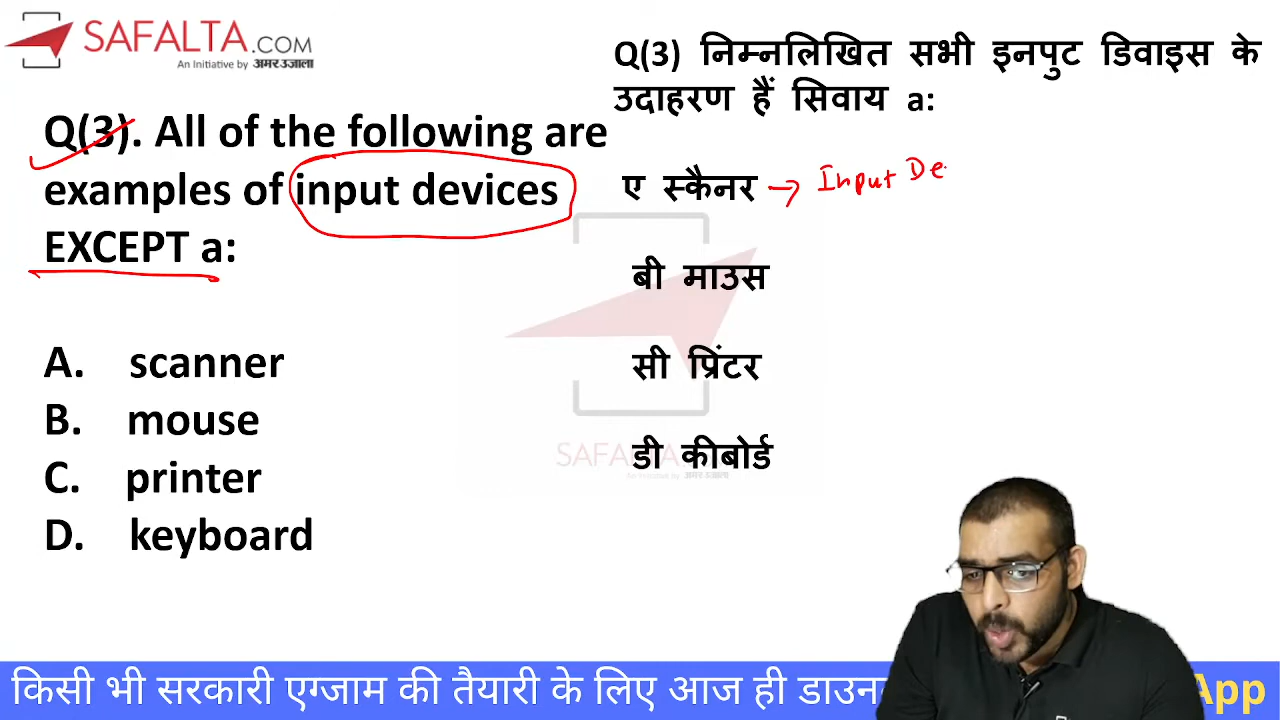 SAFALTA.COM
An Initiative by अमर उजाला
Q(3). All of the following are
examples of input devices
EXCEPT a:
A. scanner
B. mouse
C. printer
D. keyboard
Q(3) निम्नलिखित सभी इनपुट डिवाइस के
उदाहरण हैं सिवाय a:
ए स्कैनर → Input De
बी माउस
सी प्रिंटर
डी कीबोर्ड
SAFALTA
किसी भी सरकारी एग्जाम की तैयारी के लिए आज ही डाउन App